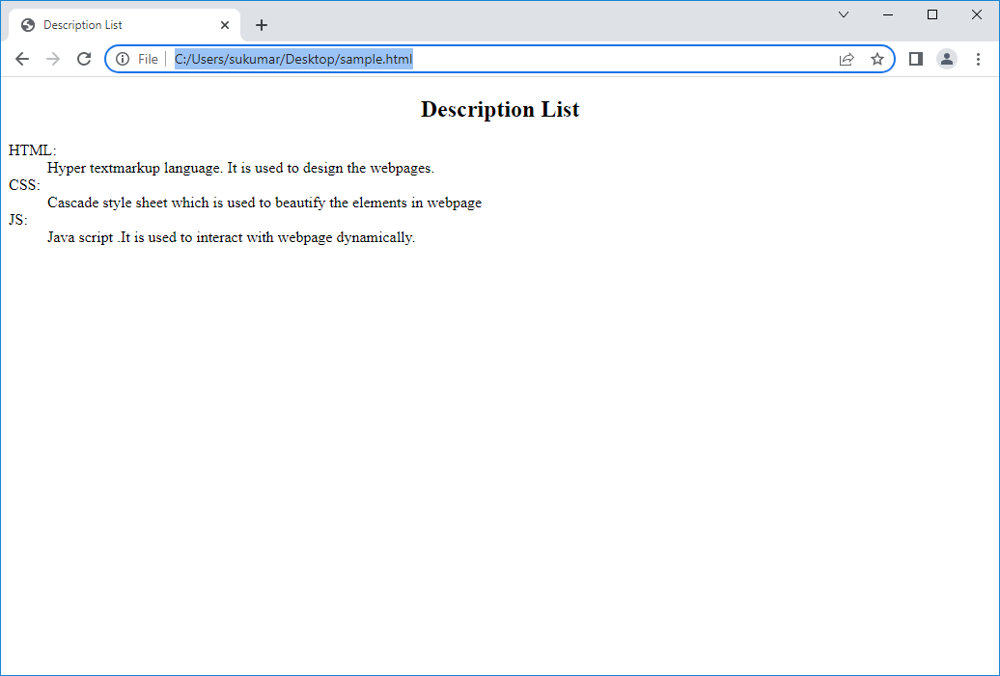 Description List
File
C:/Users/sukumar/Desktop/sample.html
Description List
HTML:
Hyper textmarkup language. It is used to design the webpages.
CSS:
Cascade style sheet which is used to beautify the elements in webpage
JS:
Java script .It is used to interact with webpage dynamically.